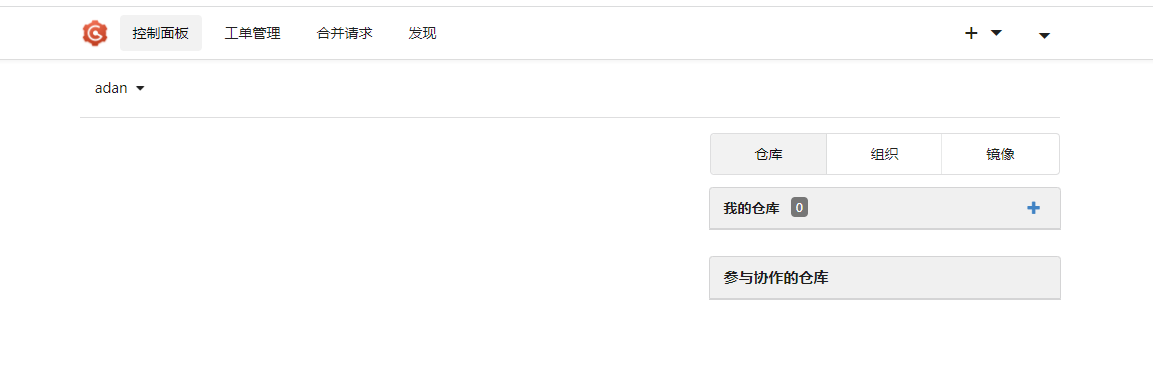 控制面板 工单管理 合并请求 发现
adan
仓库 组织 镜像
我的仓库 0
参与协作的仓库